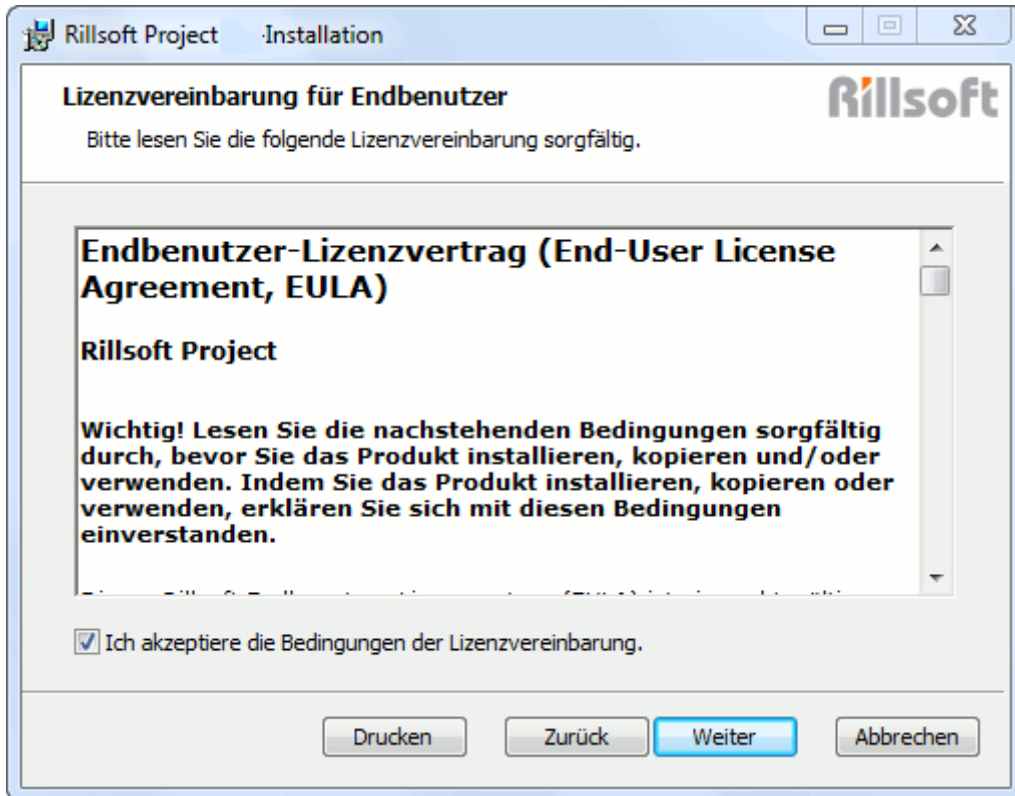 Rillsoft Project -Installation
Lizenzvereinbarung für Endbenutzer
Rillsoft
Bitte lesen Sie die folgende Lizenzvereinbarung sorgfältig.
Endbenutzer-Lizenzvertrag (End-User License
Agreement, EULA)
Rillsoft Project
Wichtig! Lesen Sie die nachstehenden Bedingungen sorgfältig
durch, bevor Sie das Produkt installieren, kopieren und/oder
verwenden. Indem Sie das Produkt installieren, kopieren oder
verwenden, erklären Sie sich mit diesen Bedingungen
einverstanden.
Ich akzeptiere die Bedingungen der Lizenzvereinbarung.
Drucken Zurück Weiter Abbrechen